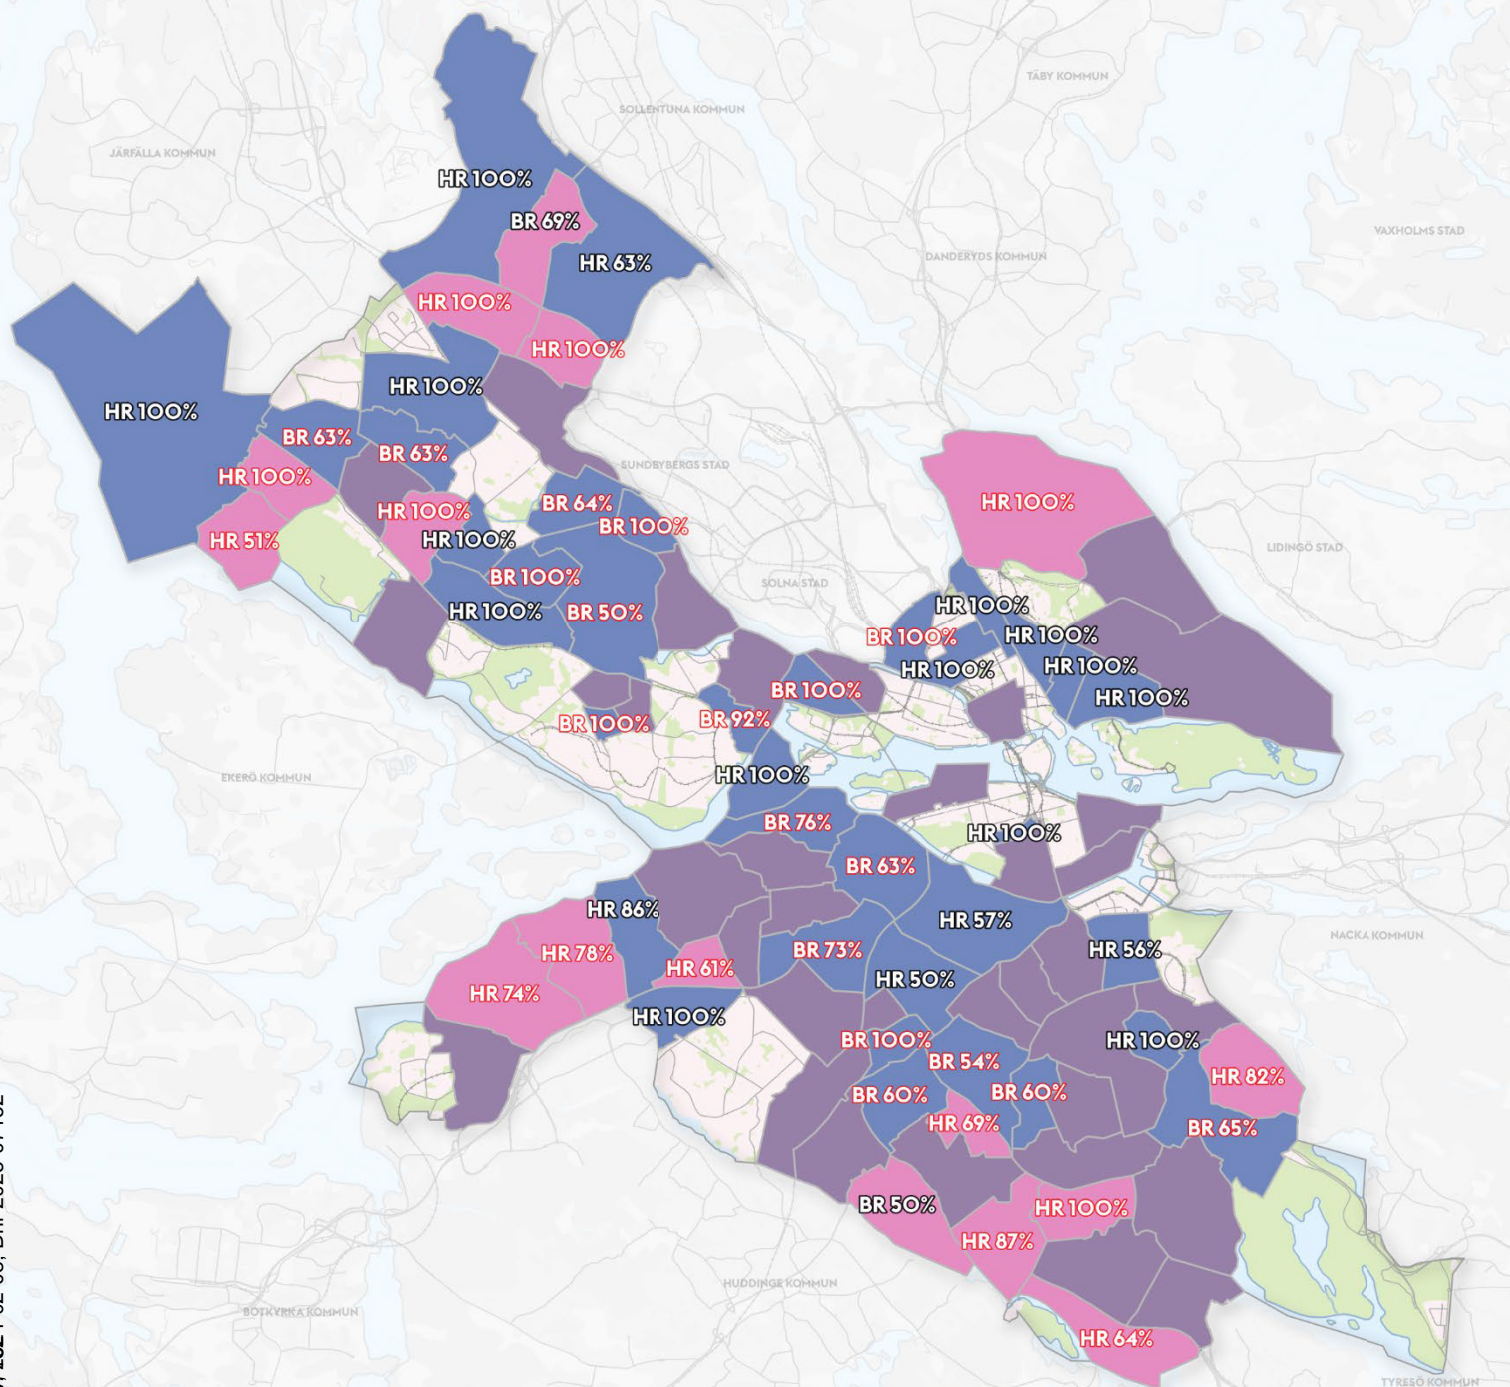 TÄBY KOMMUN
SOLLENTUNA KOMMUN
JÄRFÄLLA KOMMUN
HR 100%
BR 69%
VAXHOLMS STAD
DANDERYDS KOMMUN
HR 63%
HR 100%
HR 100%
HR 100%
HR 100%
BR 63%
BR 63%
SUNDBYBERGS STAD
HR 100%
BR 64%
HR 100%
HR 100%
BR 100%
HR 51%
HR 100%
LIDINGÖ STAD
BR 100%
SOLNA STAD
HR 100%
HR 100%
BR 50%
BR 100%
HR 100%
HR 100%
HR 100%
BR 100%
HR 100%
BR 100%
BR 92%
EKERÖ KOMMUN
HR 100%
BR 76%
HR 100%
BR 63%
HR 86%
HR 57%
NACKA KOMMUN
HR 78%
BR 73%
HR 56%
HR 61%
HR 50%
HR 74%
HR 100%
BR 100%
HR 100%
BR 54%
HR 82%
BR 60%
BR 60%
HR 69%
BR 65%
BR 50%
HR 100%
HR 87%
HUDDINGE KOMMUN
BOTKYRKA KOMMUN
HR 64%
TYRESÖ KOMMUN